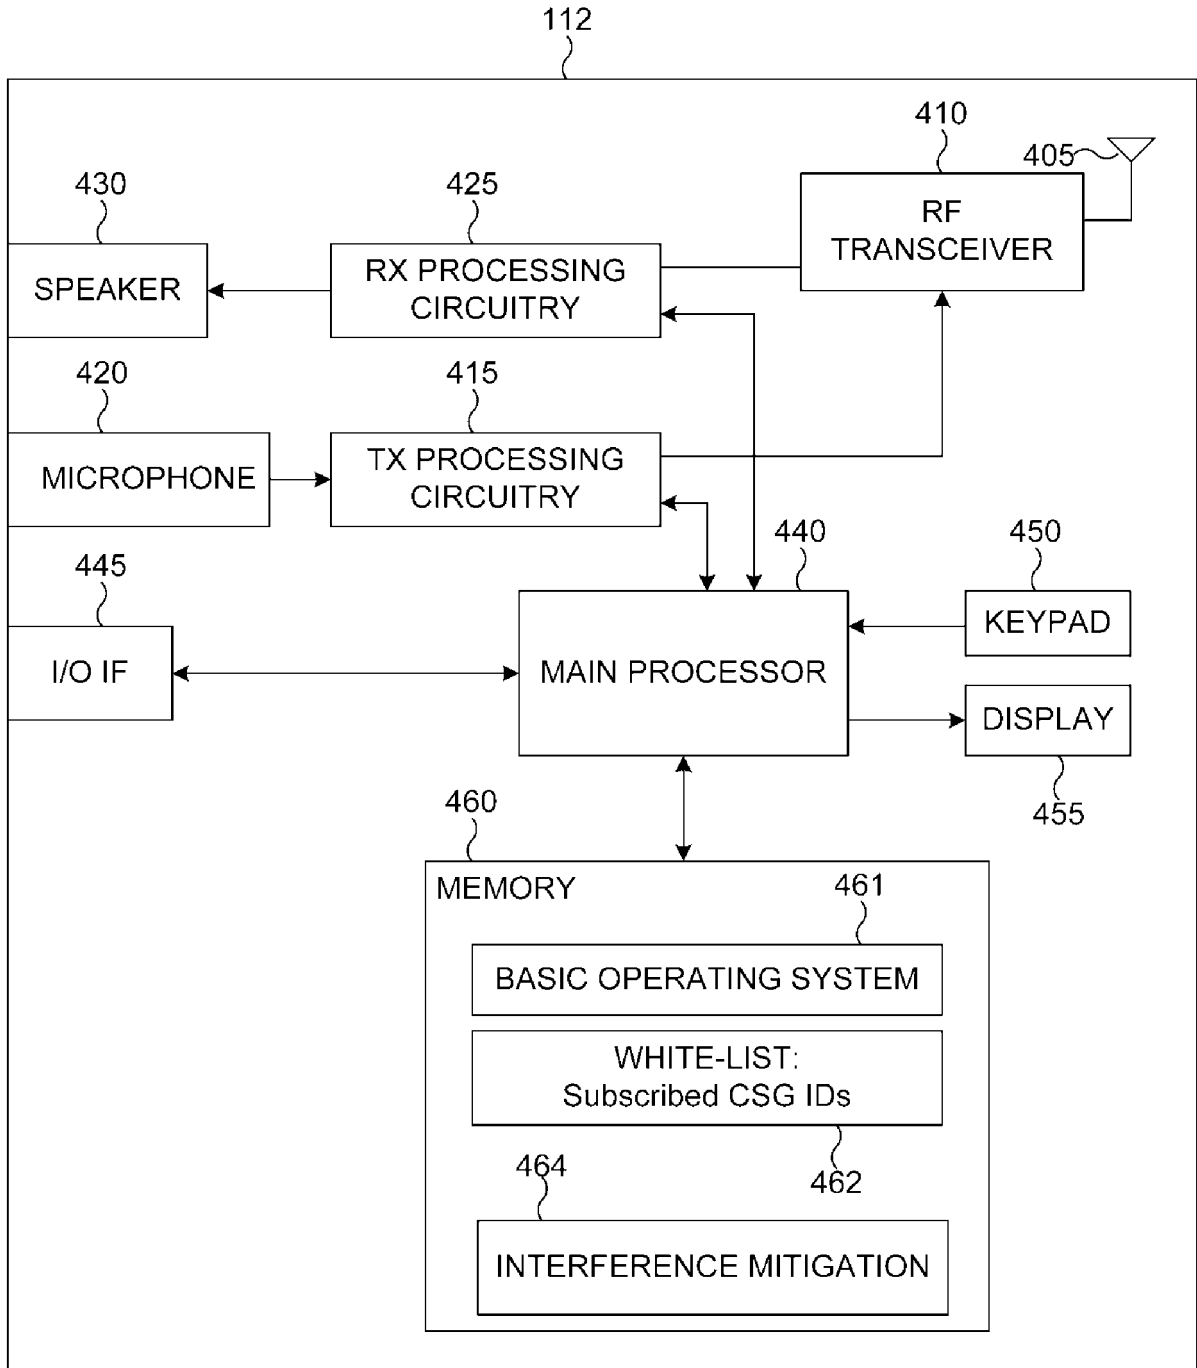 112
410
405
RF
TRANSCEIVER
430
425
SPEAKER
RX PROCESSING
CIRCUITRY
420
415
MICROPHONE
TX PROCESSING
CIRCUITRY
445
440
450
I/O IF
MAIN PROCESSOR
KEYPAD
DISPLAY
455
460
MEMORY
461
BASIC OPERATING SYSTEM
WHITE-LIST:
Subscribed CSG IDs
462
464
INTERFERENCE MITIGATION